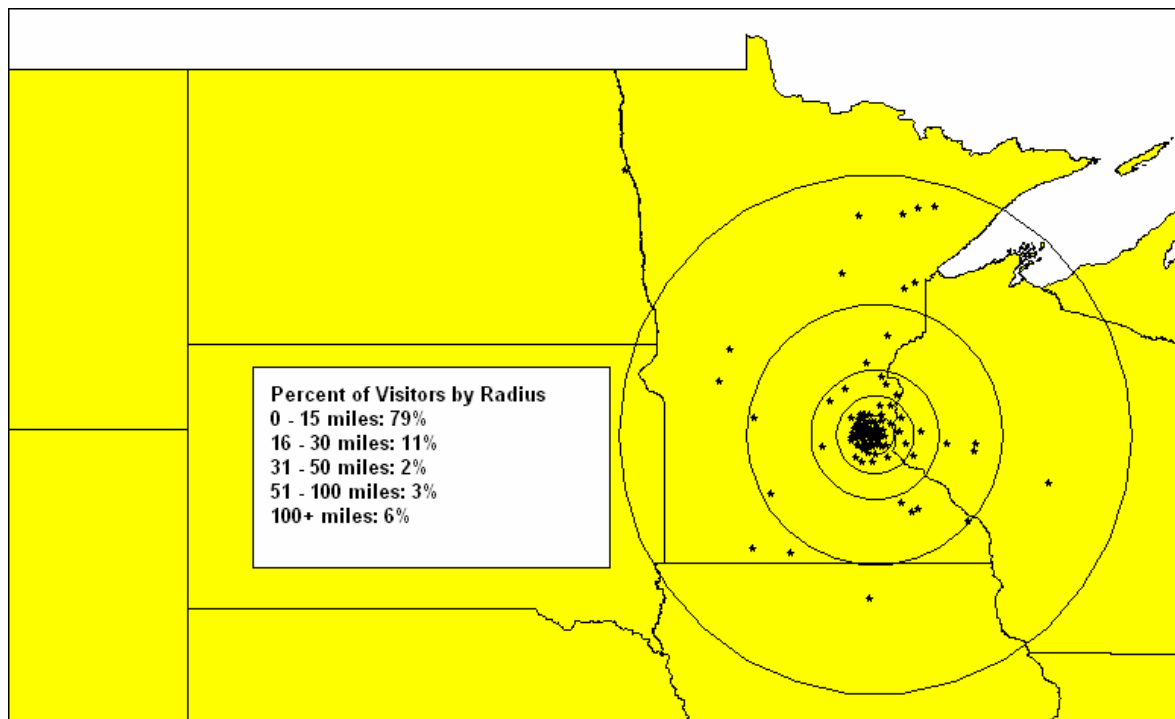 Percent of Visitors by Radius
0 - 15 miles: 79%
16 - 30 miles: 11%
31 - 50 miles: 2%
51 - 100 miles: 3%
100+ miles: 6%